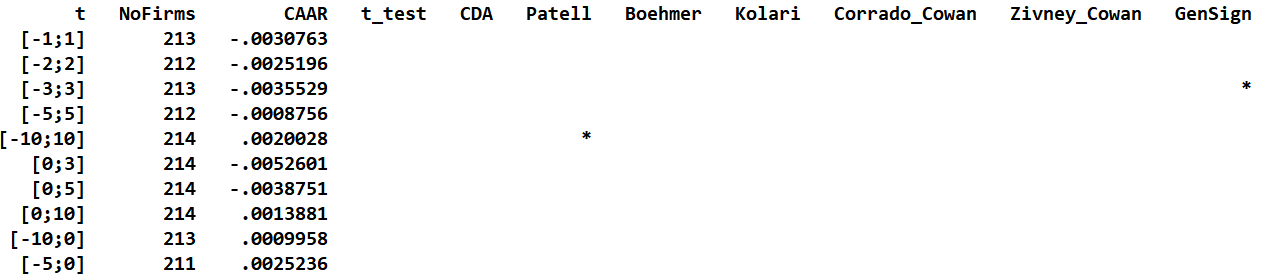 t NoFirms CAAR t_test CDA Patell Boehmer Kolari Corrado_Cowan Zivney_Cowan GenSign
[-1;1] 213 -.0030763
[-2;2] 212 -.0025196
[-3;3] 213 -.0035529 *
[-5;5] 212 -.0008756
[-10;10] 214 .0020028 *
[0;3] 214 -.0052601
[0;5] 214 -.0038751
[0;10] 214 .0013881
[-10;0] 213 .0009958
[-5;0] 211 .0025236